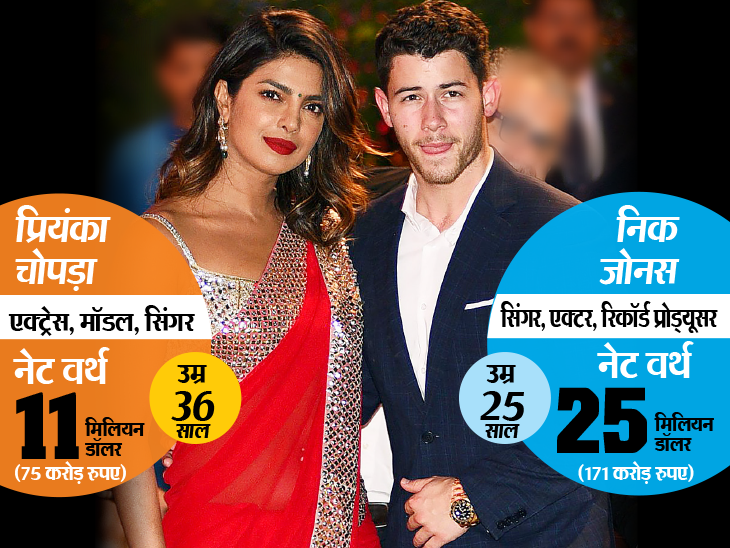 प्रियंका
चोपड़ा
एक्ट्रेस, मॉडल, सिंगर
नेट वर्थ
11 मिलियन
डॉलर
(75 करोड़ रुपए)
उम्र
36
साल
निक
जोनस
सिंगर, एक्टर, रिकॉर्ड प्रोड्यूसर
नेट वर्थ
25 मिलियन
डॉलर
(171 करोड़ रुपए)
उम्र
25
साल